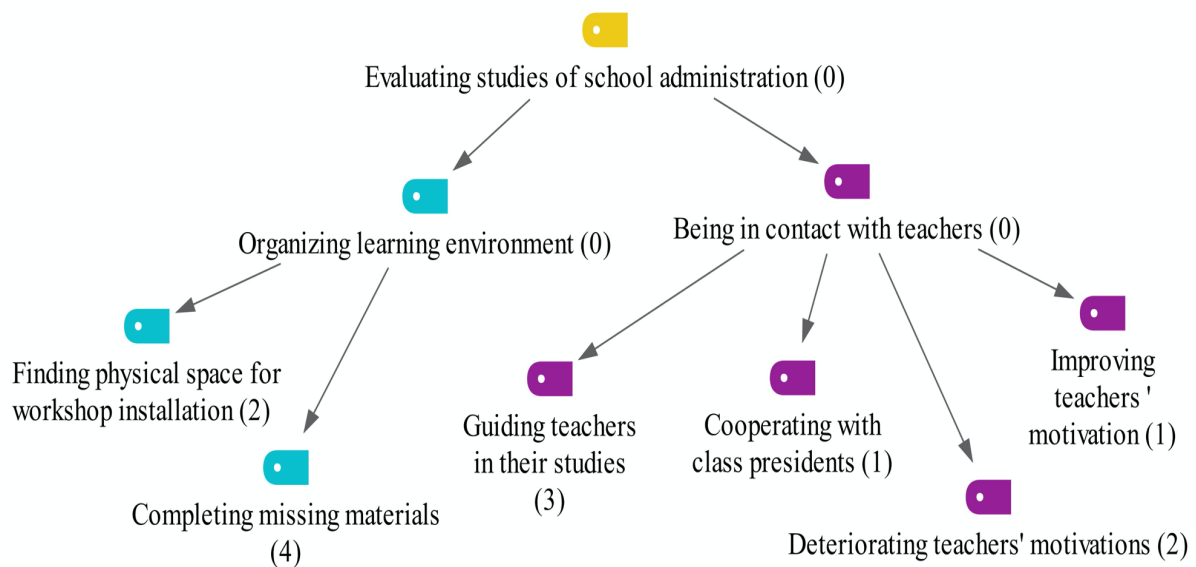 Evaluating studies of school administration (0)
Organizing learning environment (0)
Being in contact with teachers (0)
Finding physical space for
workshop installation (2)
Completing missing materials
(4)
Guiding teachers
in their studies
(3)
Cooperating with
class presidents (1)
Deteriorating teachers' motivations (2)
Improving
teachers '
motivation (1)